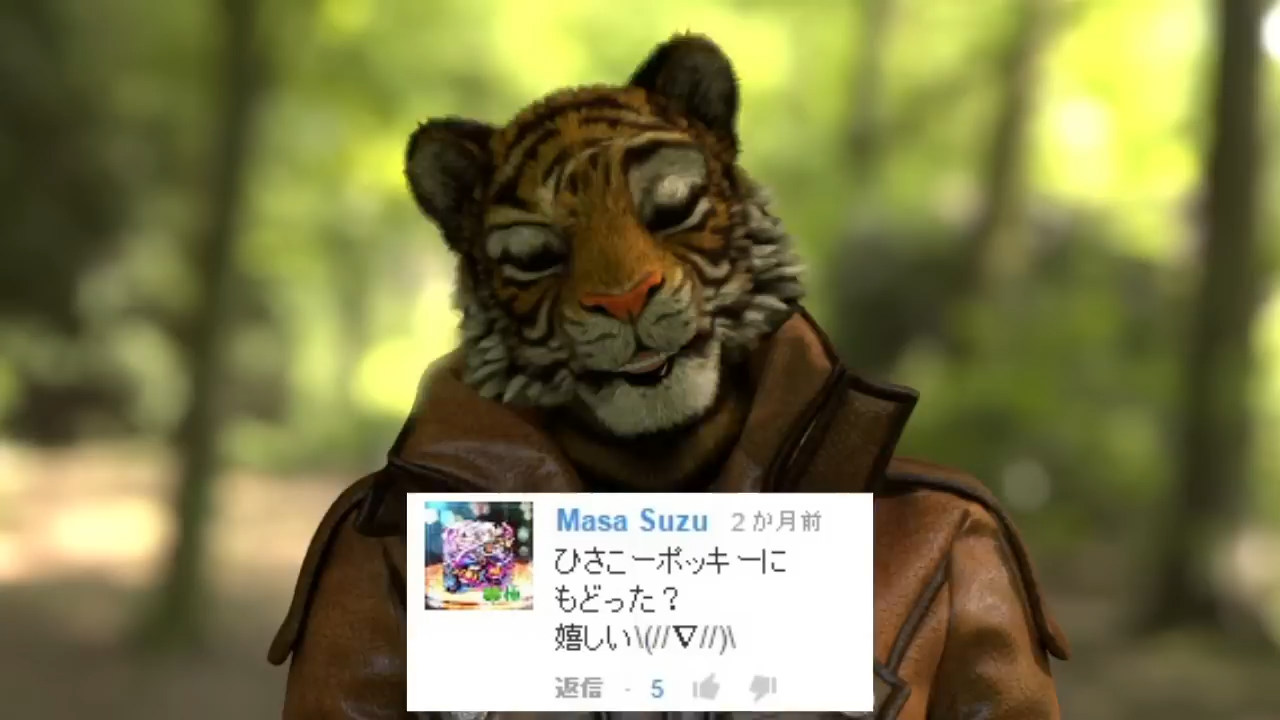 Masa Suzu 2か月前
ひさこーポッキーに
もどった？
嬉しい\(//∇//)\
返信 · 5